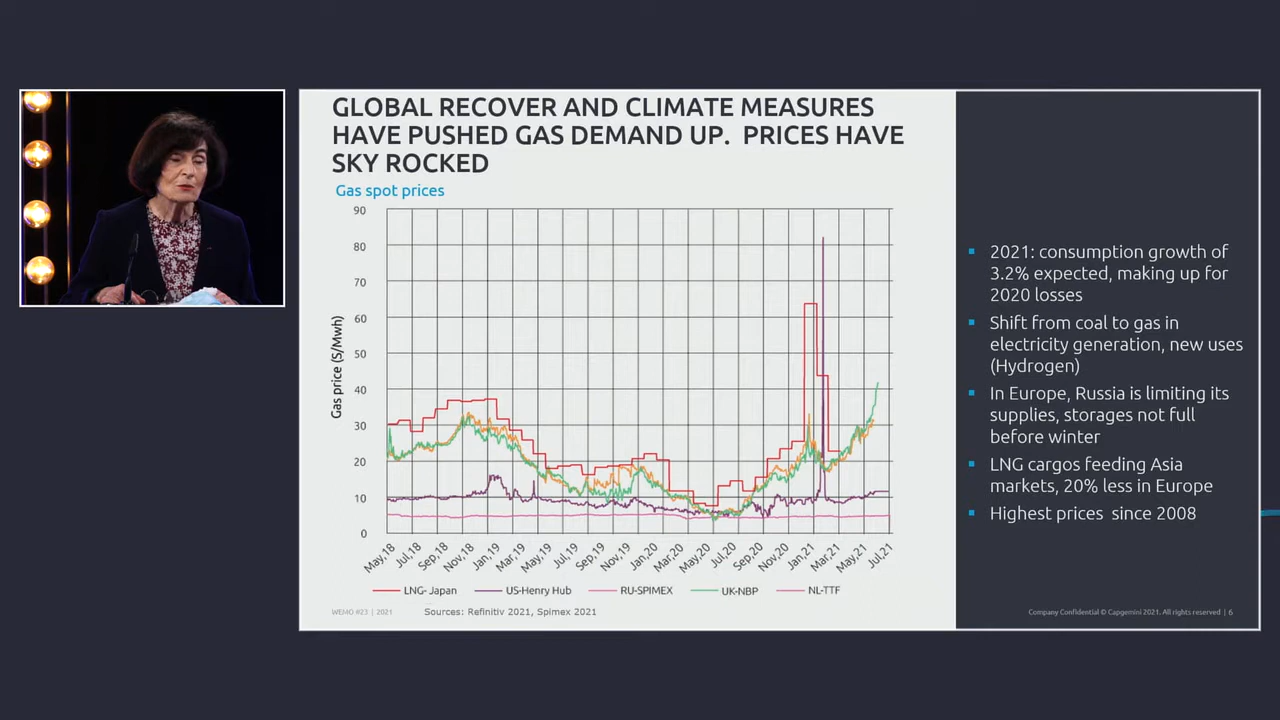 GLOBAL RECOVER AND CLIMATE MEASURES
HAVE PUSHED GAS DEMAND UP. PRICES HAVE
SKY ROCKED
Gas spot prices
Gas price (S/Mwh)
90
80
70
60
50
40
30
20
10
0
May,18
Jul,18
Sep,18
Nov,18
Jan,19
Mar,19
May,19
Jul,19
Sep,19
Nov,19
Jan,20
Mar,20
May,20
Jul,20
Sep,20
Nov,20
Jan,21
Mar,21
May,21
Jul,21
LNG- Japan
US-Henry Hub
RU-SPIMEX
UK-NBP
NL-TTF
WEMO #23 | 2021
Sources: Refinitiv 2021, Spimex 2021
2021: consumption growth of
3.2% expected, making up for
2020 losses
Shift from coal to gas in
electricity generation, new uses
(Hydrogen)
In Europe, Russia is limiting its
supplies, storages not full
before winter
LNG cargos feeding Asia
markets, 20% less in Europe
Highest prices since 2008
Company Confidential © Capgemini 2021. All rights reserved | 6